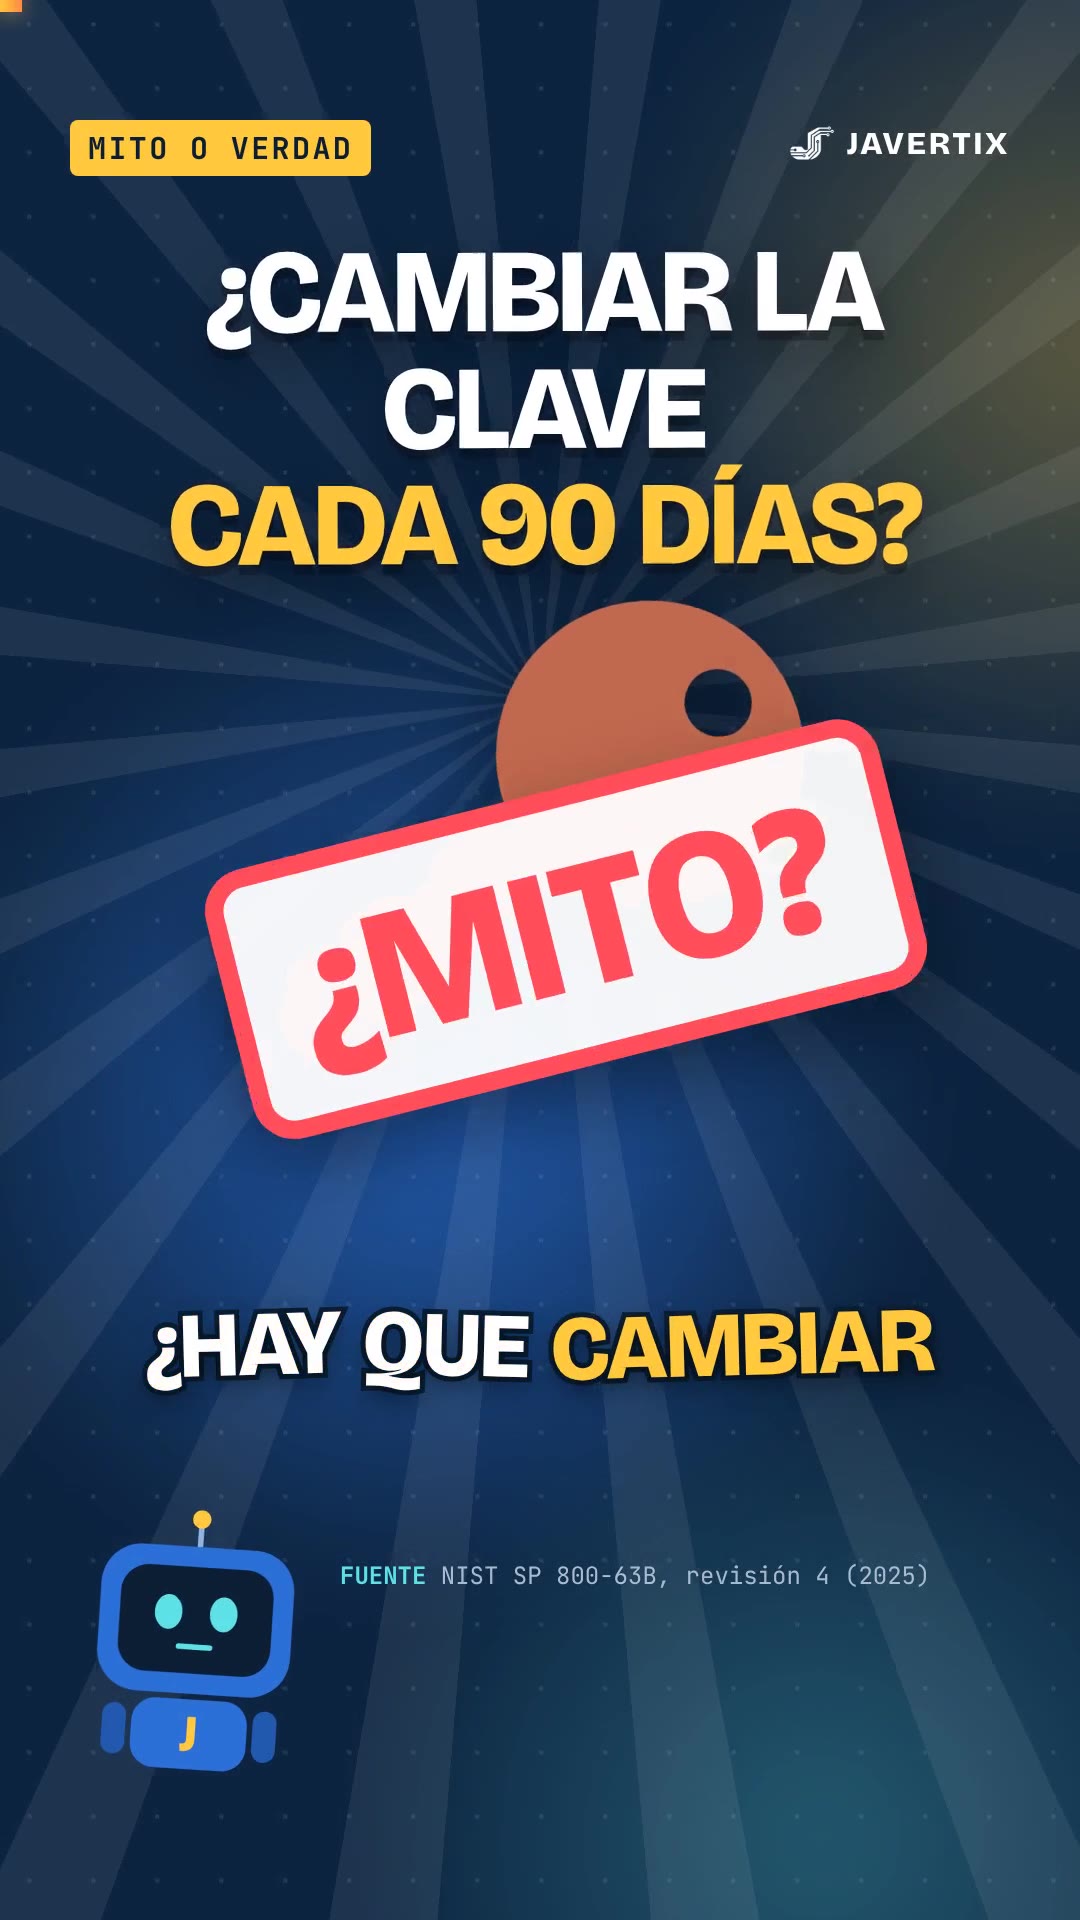 MITO O VERDAD
JAVERTIX
¿CAMBIAR LA
CLAVE
CADA 90 DÍAS?
¿MITO?
¿HAY QUE CAMBIAR
FUENTE NIST SP 800-63B, revisión 4 (2025)
J